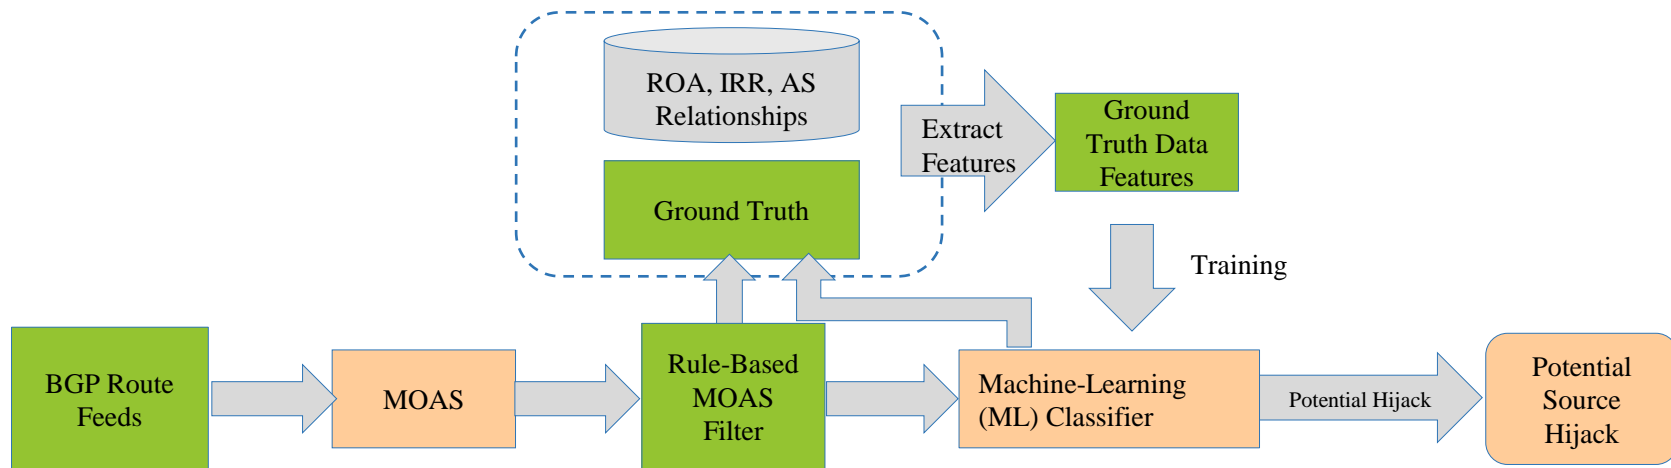 ROA, IRR, AS
Relationships
Ground Truth
Extract
Features
Ground
Truth Data
Features
Training
BGP Route
Feeds
MOAS
Rule-Based
MOAS
Filter
Machine-Learning
(ML) Classifier
Potential Hijack
Potential
Source
Hijack